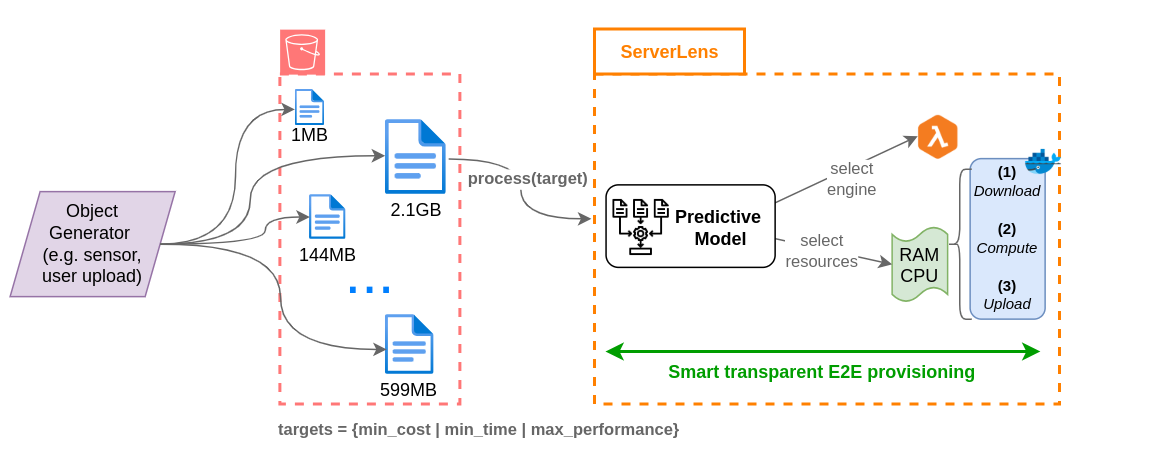 ServerLens
1MB
2.1GB
process(target)
Object
Generator
(e.g. sensor,
user upload)
144MB
...
599MB
Predictive
Model
select
engine
select
resources
λ
RAM
CPU
(1)
Download
(2)
Compute
(3)
Upload
Smart transparent E2E provisioning
targets = {min_cost | min_time | max_performance}